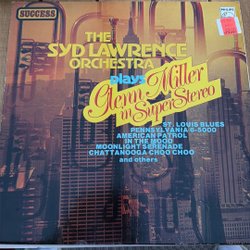 SUCCESS
PHILIPS
THE
SYD LAWRENCE
ORCHESTRA
plays
Glenn Miller
in Super Stereo
ST. LOUIS BLUES
PENNSYLVANIA 6-5000
AMERICAN PATROL
IN THE MOOD
MOONLIGHT SERENADE
CHATTANOOGA CHOO CHOO
and others